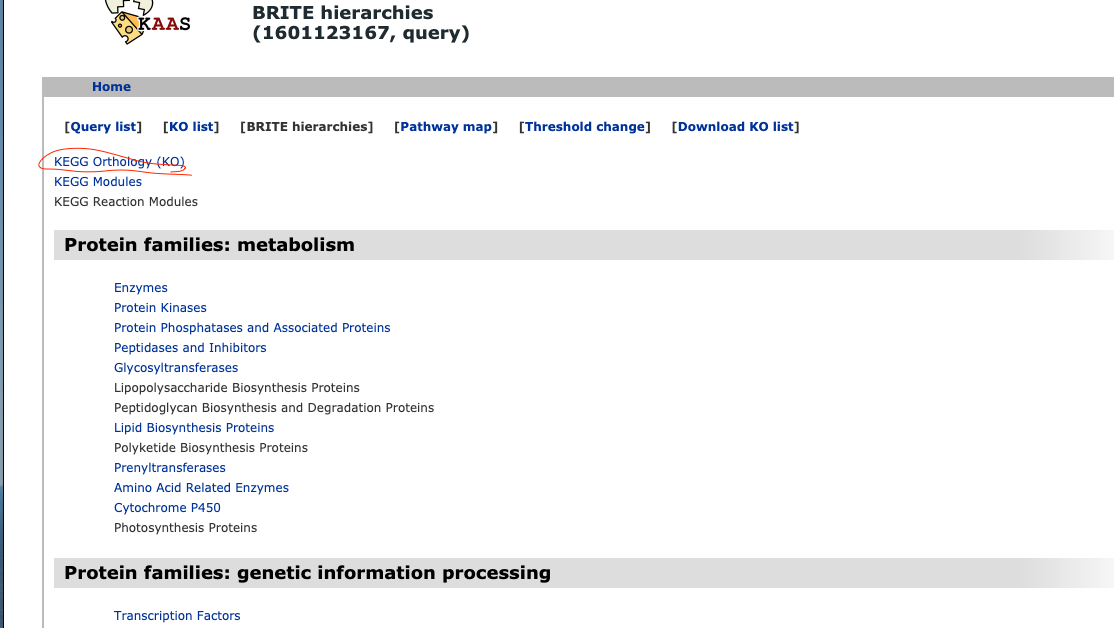 KAAS
BRITE hierarchies
(1601123167, query)
Home
[Query list] [KO list] [BRITE hierarchies] [Pathway map] [Threshold change] [Download KO list]
KEGG Orthology (KO)
KEGG Modules
KEGG Reaction Modules
Protein families: metabolism
Enzymes
Protein Kinases
Protein Phosphatases and Associated Proteins
Peptidases and Inhibitors
Glycosyltransferases
Lipopolysaccharide Biosynthesis Proteins
Peptidoglycan Biosynthesis and Degradation Proteins
Lipid Biosynthesis Proteins
Polyketide Biosynthesis Proteins
Prenyltransferases
Amino Acid Related Enzymes
Cytochrome P450
Photosynthesis Proteins
Protein families: genetic information processing
Transcription Factors